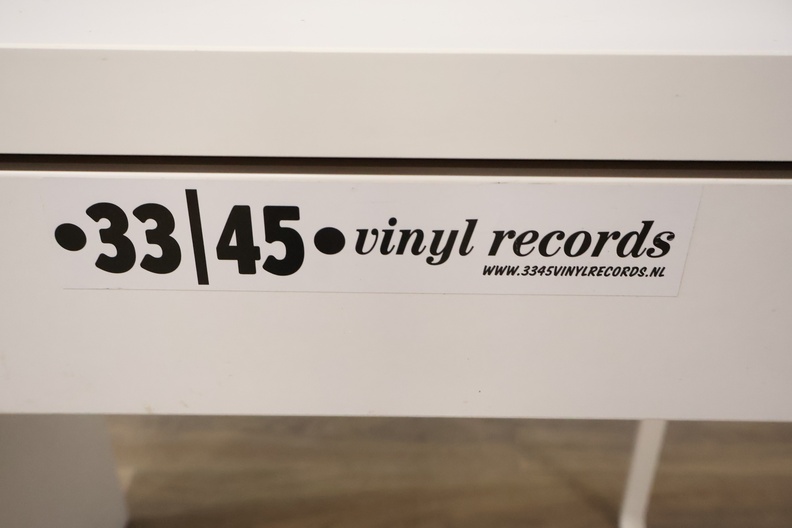 •33|45• vinyl records
WWW.3345VINYLRECORDS.NL